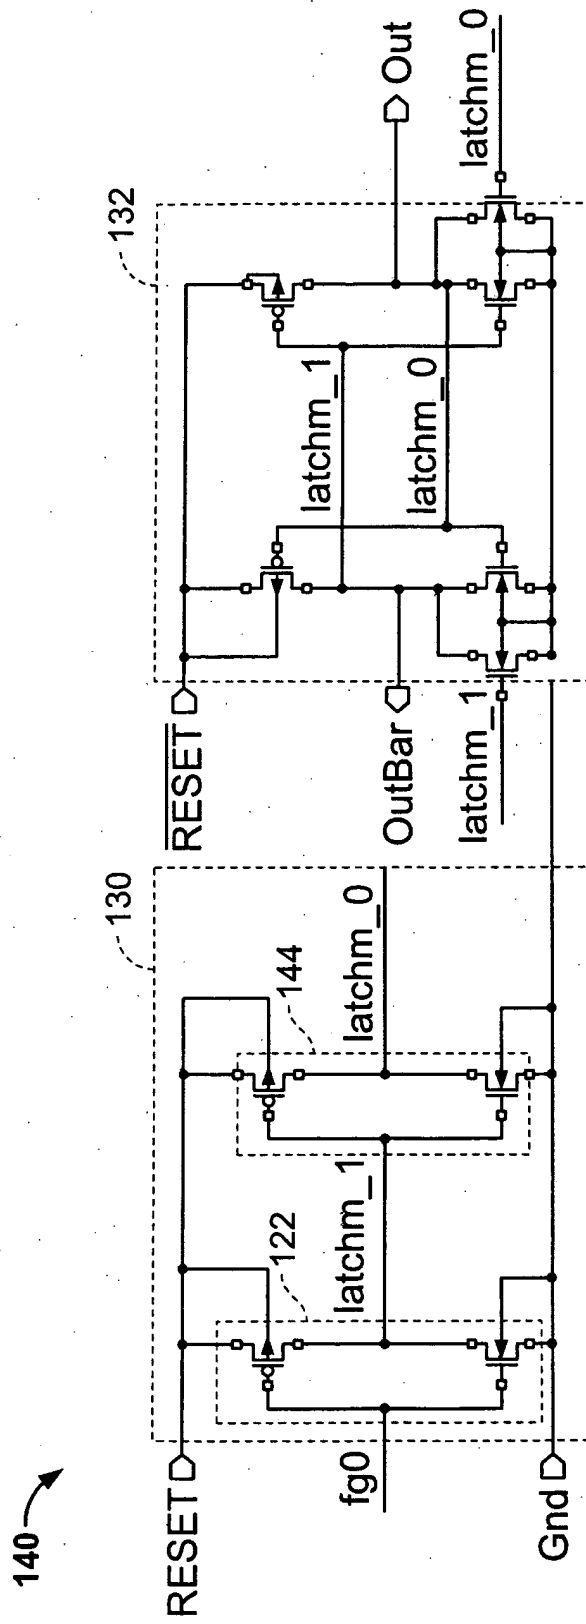 140
RESET
fg0
Gnd
130
122
latchm_1
144
latchm_0
RESET
OutBar
latchm_1
132
latchm_1
latchm_0
Out
latchm_0